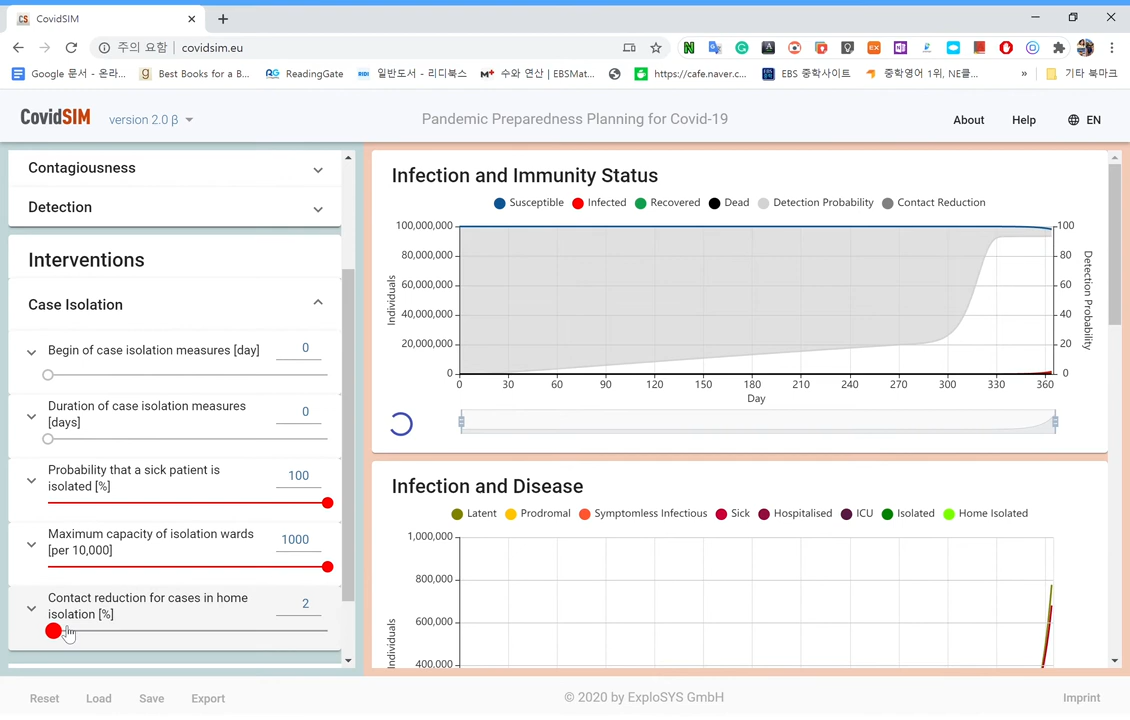 CS CovidSIM
주의 요함 covidsim.eu
Google 문서 - 온라...
Best Books for a B...
ReadingGate
RIDI 일반도서 - 리디북스
수와 연산 | EBSMat...
https://cafe.naver.c...
EBS 중학사이트
중학영어 1위, NE클...
»
기타 북마크
CovidSIM version 2.0 β
Pandemic Preparedness Planning for Covid-19
About Help EN
Contagiousness
Detection
Interventions
Case Isolation
Begin of case isolation measures [day] 0
Duration of case isolation measures
[days] 0
Probability that a sick patient is
isolated [%] 100
Maximum capacity of isolation wards
[per 10,000] 1000
Contact reduction for cases in home
isolation [%] 2
Infection and Immunity Status
Susceptible Infected Recovered Dead Detection Probability Contact Reduction
100,000,000 100
80,000,000 80
60,000,000 60
40,000,000 40
20,000,000 20
0 0
Individuals
Detection Probability
0 30 60 90 120 150 180 210 240 270 300 330 360
Day
Infection and Disease
Latent Prodromal Symptomless Infectious Sick Hospitalised ICU Isolated Home Isolated
1,000,000
800,000
600,000
400,000
Individuals
Reset Load Save Export
© 2020 by ExploSYS GmbH
Imprint